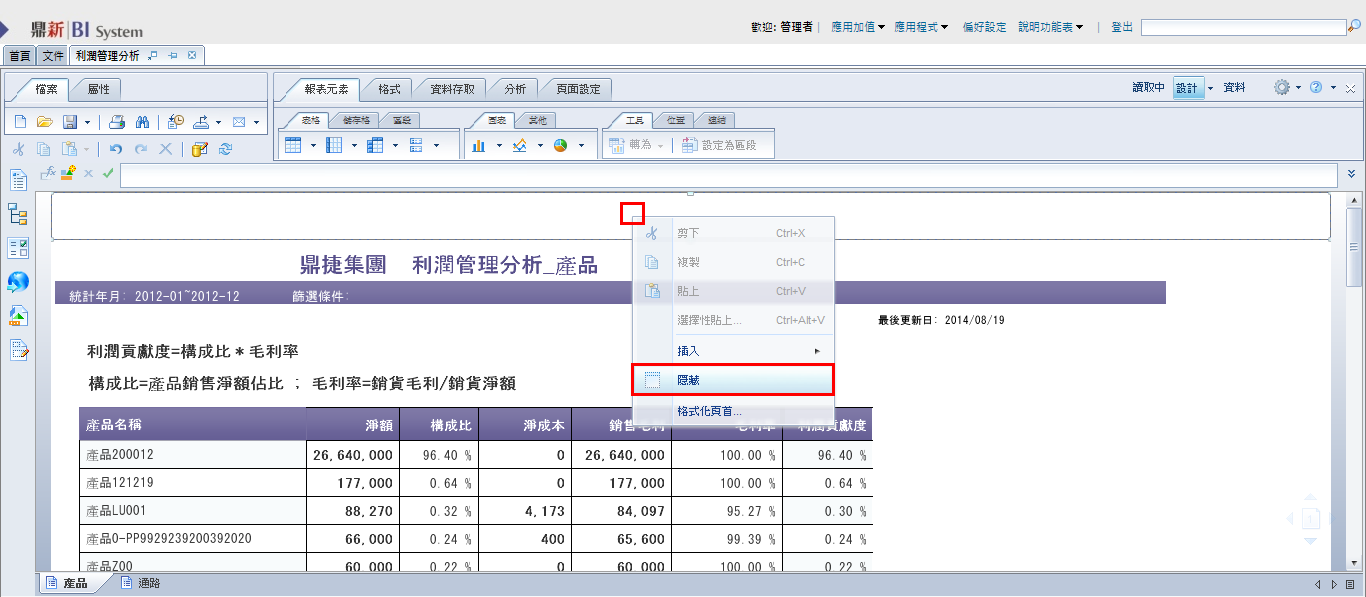 鼎新 BI System
歡迎: 管理者 | 應用加值 應用程式 偏好設定 說明功能表 | 登出
首頁 文件 利潤管理分析
檔案 屬性 報表元素 格式 資料存取 分析 頁面設定 讀取中 設計 資料
表格 儲存格 區段 圖表 其他 工具 位置 連結
轉為 設定為區段
剪下 Ctrl+X
複製 Ctrl+C
貼上 Ctrl+V
選擇性貼上... Ctrl+Alt+V
插入
隱藏
格式化頁首...
鼎捷集團 利潤管理分析_產品
統計年月: 2012-01~2012-12 篩選條件:
最後更新日: 2014/08/19
利潤貢獻度=構成比*毛利率
構成比=產品銷售淨額佔比 ; 毛利率=銷貨毛利/銷貨淨額
產品名稱 淨額 構成比 淨成本 銷售毛利 毛利率 利潤貢獻度
產品200012 26,640,000 96.40 % 0 26,640,000 100.00 % 96.40 %
產品121219 177,000 0.64 % 0 177,000 100.00 % 0.64 %
產品LU001 88,270 0.32 % 4,173 84,097 95.27 % 0.30 %
產品0-PP9929239200392020 66,000 0.24 % 400 65,600 99.39 % 0.24 %
產品Z00 60,000 0.22 % 0 60,000 100.00 % 0.22 %
產品 通路